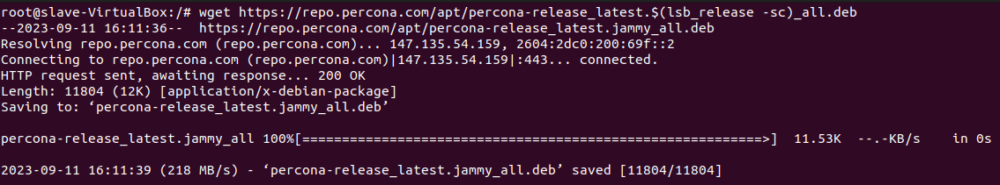 root@slave-VirtualBox:/# wget https://repo.percona.com/apt/percona-release_latest.$(lsb_release -sc)_all.deb
--2023-09-11 16:11:36--  https://repo.percona.com/apt/percona-release_latest.jammy_all.deb
Resolving repo.percona.com (repo.percona.com)... 147.135.54.159, 2604:2dc0:200:69f::2
Connecting to repo.percona.com (repo.percona.com)|147.135.54.159|:443... connected.
HTTP request sent, awaiting response... 200 OK
Length: 11804 (12K) [application/x-debian-package]
Saving to: ‘percona-release_latest.jammy_all.deb’
percona-release_latest.jammy_all 100%[==========================================================>]  11.53K  --.-KB/s    in 0s
2023-09-11 16:11:39 (218 MB/s) - ‘percona-release_latest.jammy_all.deb’ saved [11804/11804]